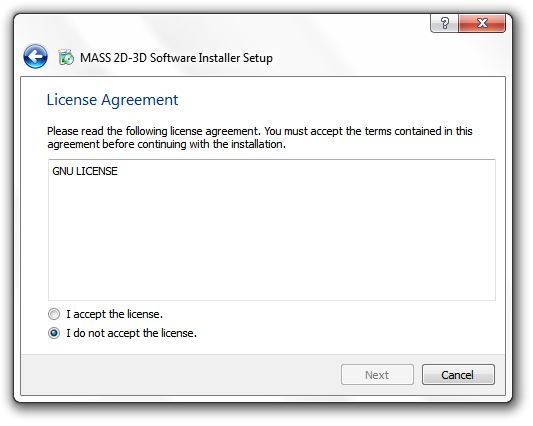 ?
MASS 2D-3D Software Installer Setup
License Agreement
Please read the following license agreement. You must accept the terms contained in this
agreement before continuing with the installation.
GNU LICENSE
I accept the license.
I do not accept the license.
Next
Cancel